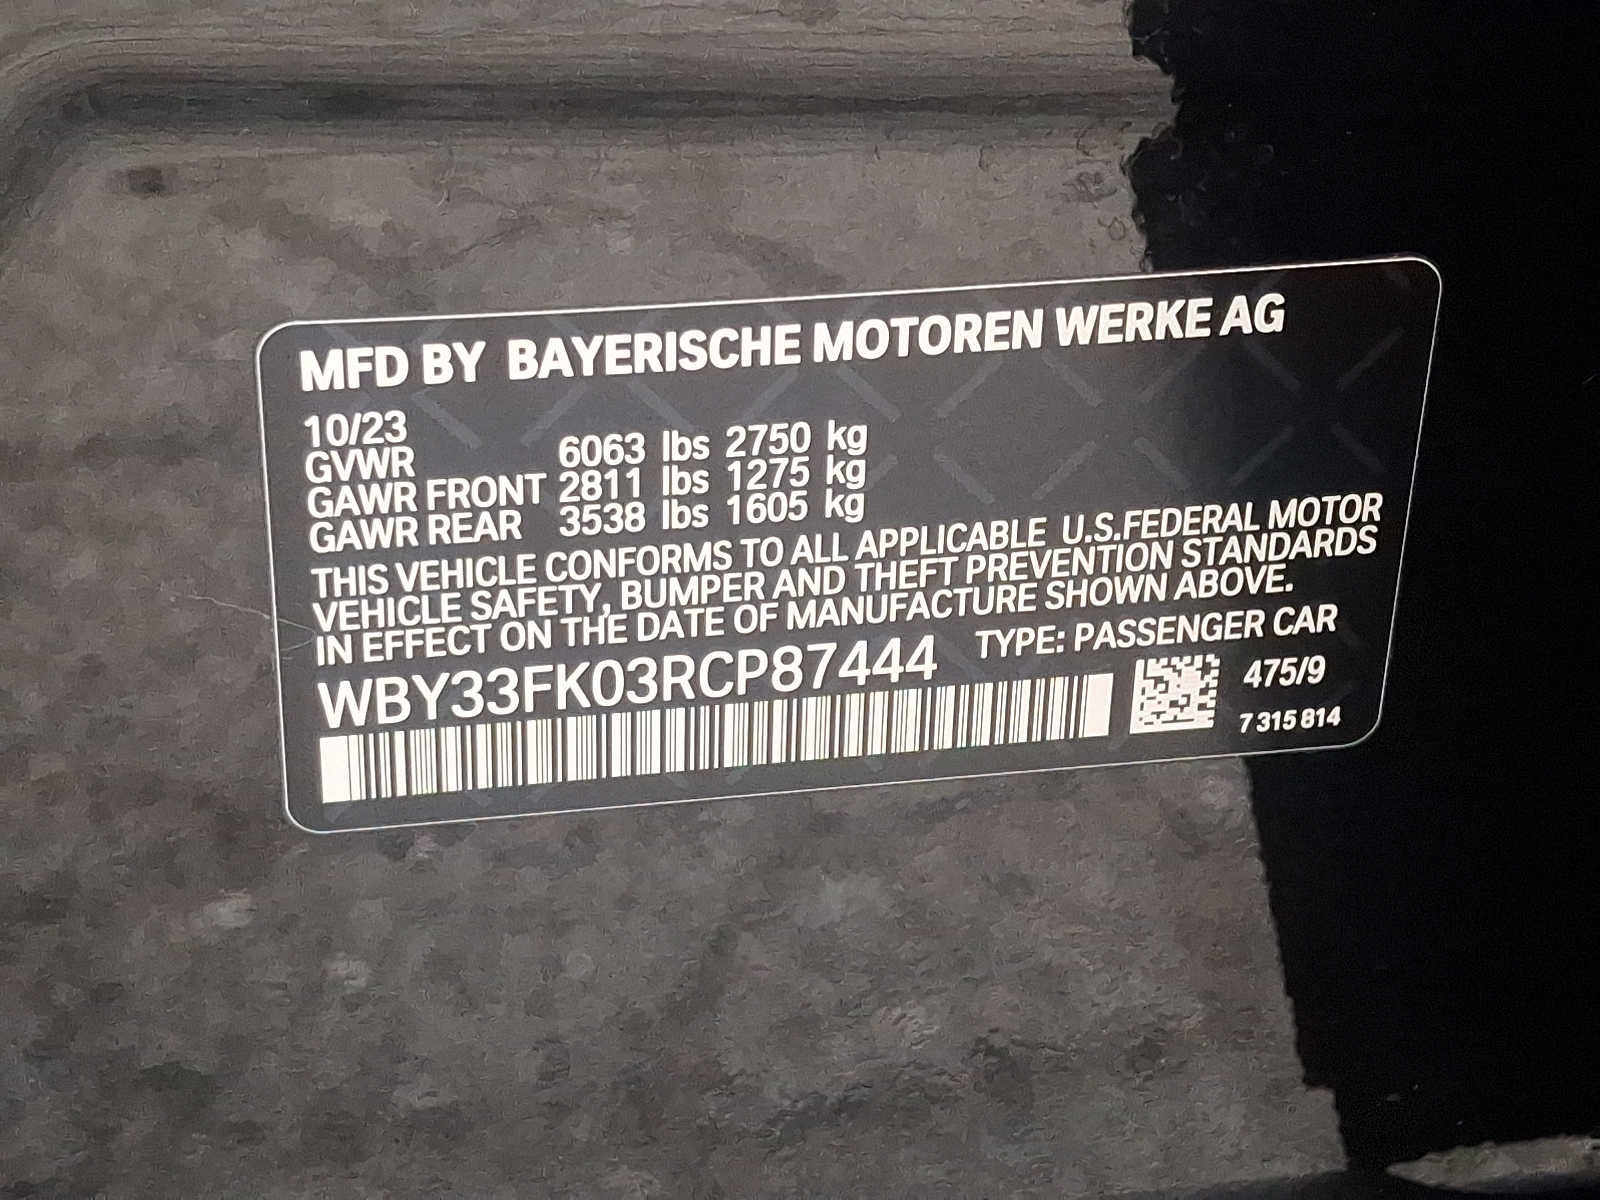 MFD BY BAYERISCHE MOTOREN WERKE AG
10/23
GVWR 6063 lbs 2750 kg
GAWR FRONT 2811 lbs 1275 kg
GAWR REAR 3538 lbs 1605 kg
THIS VEHICLE CONFORMS TO ALL APPLICABLE U.S.FEDERAL MOTOR
VEHICLE SAFETY, BUMPER AND THEFT PREVENTION STANDARDS
IN EFFECT ON THE DATE OF MANUFACTURE SHOWN ABOVE.
WBY33FK03RCP87444 TYPE: PASSENGER CAR
475/9
7 315 814